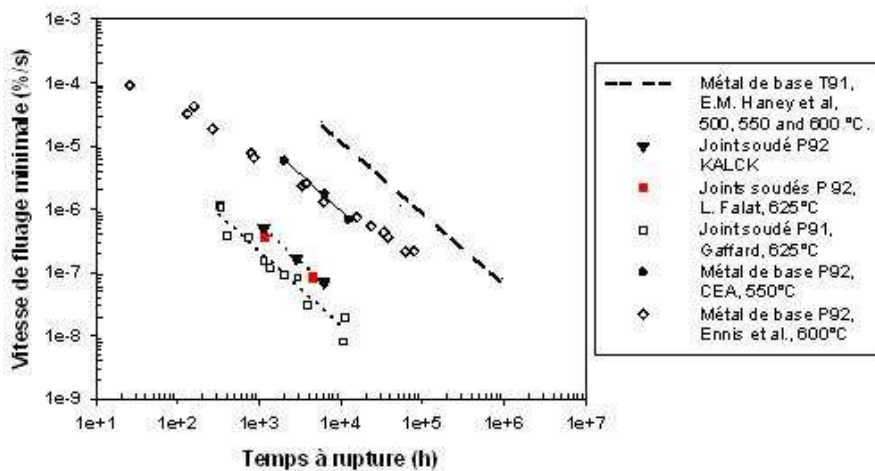 Vitesse de fluage minimale (%/s)
1e-3
1e-4
1e-5
1e-6
1e-7
1e-8
1e-9
1e+1
1e+2
1e+3
1e+4
1e+5
1e+6
1e+7
Temps à rupture (h)
Métal de base T91,
E.M. Haney et al,
500, 550 and 600 °C.
Joint soudé P92
KALCK
Joints soudés P92,
L. Falat, 625°C
Joint soudé P91,
Gaffard, 625°C
Métal de base P92,
CEA, 550°C
Métal de base P92,
Ennis et al., 600°C